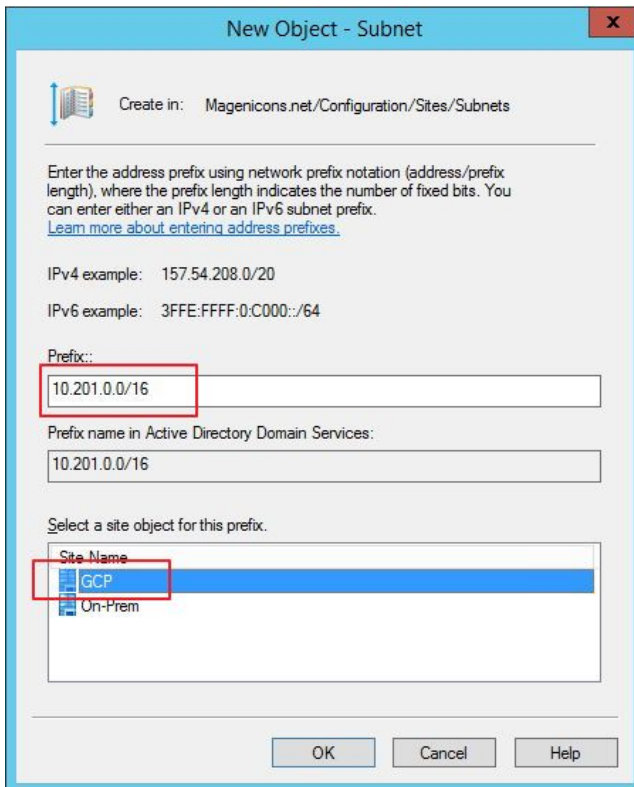 New Object - Subnet
x
Create in: Magenicons.net/Configuration/Sites/Subnets
Enter the address prefix using network prefix notation (address/prefix
length), where the prefix length indicates the number of fixed bits. You
can enter either an IPv4 or an IPv6 subnet prefix.
Learn more about entering address prefixes.
IPv4 example: 157.54.208.0/20
IPv6 example: 3FFE:FFFF:0:C000::/64
Prefix::
10.201.0.0/16
Prefix name in Active Directory Domain Services:
10.201.0.0/16
Select a site object for this prefix.
Site Name
GCP
On-Prem
OK Cancel Help